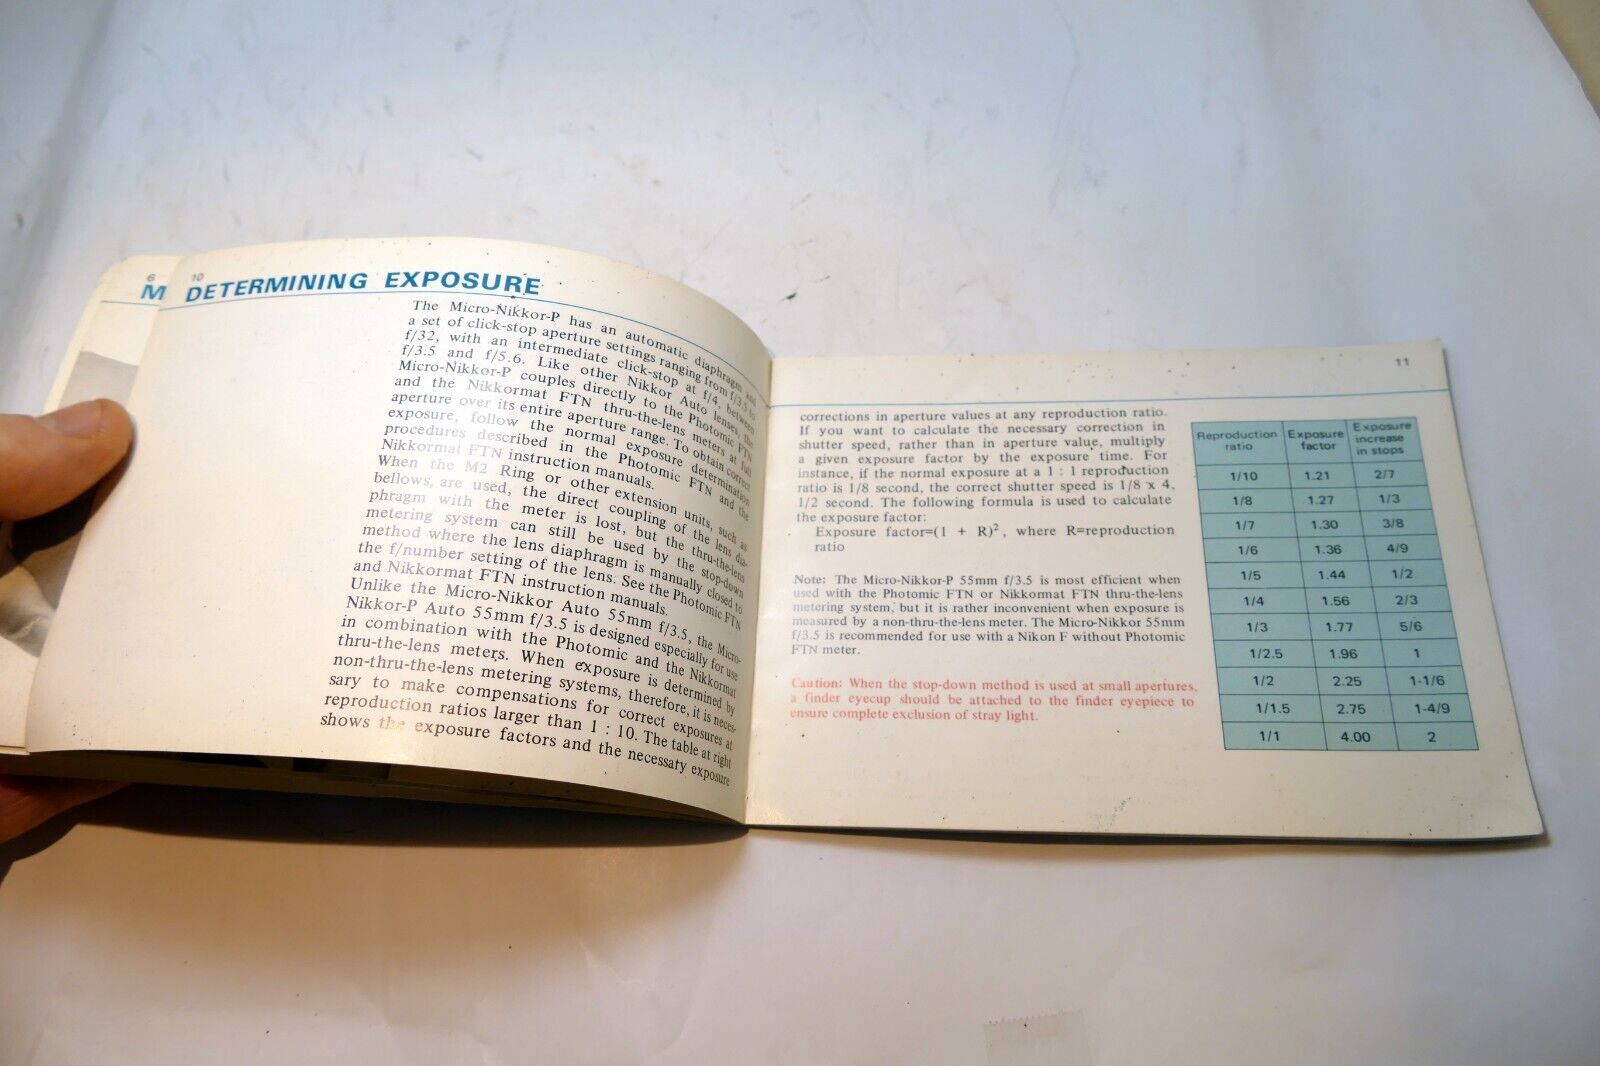 6
M
10
DETERMINING EXPOSURE
The Micro-Nikkor-P has an automatic diaphragm and
a set of click-stop aperture settings ranging from f/3.5 to
f/32, with an intermediate click-stop at f/4, between
f/3.5 and f/5.6. Like other Nikkor Auto lenses, the
Micro-Nikkor-P couples directly to the Photomic FTN
and the Nikkormat FTN thru-the-lens meters at full
aperture over its entire aperture range. To obtain correct
exposure, follow the normal exposure determination
procedures described in the Photomic FTN and the
Nikkormat FTN instruction manuals.
When the M2 Ring or other extension units, such as
bellows, are used, the direct coupling of the lens dia-
phragm with the meter is lost, but the thru-the-lens
metering system can still be used by the stop-down
method where the lens diaphragm is manually closed to
the f/number setting of the lens. See the Photomic FTN
and Nikkormat FTN instruction manuals.
Unlike the Micro-Nikkor Auto 55mm f/3.5, the Micro-
Nikkor-P Auto 55mm f/3.5 is designed especially for use
in combination with the Photomic and the Nikkormat
thru-the-lens meters. When exposure is determined by
non-thru-the-lens metering systems, therefore, it is neces-
sary to make compensations for correct exposures at
reproduction ratios larger than 1 : 10. The table at right
shows the exposure factors and the necessary exposure
11
corrections in aperture values at any reproduction ratio.
If you want to calculate the necessary correction in
shutter speed, rather than in aperture value, multiply
a given exposure factor by the exposure time. For
instance, if the normal exposure at a 1 : 1 reproduction
ratio is 1/8 second, the correct shutter speed is 1/8 x 4,
1/2 second. The following formula is used to calculate
the exposure factor:
Exposure factor=(1 + R)², where R=reproduction
ratio
Note: The Micro-Nikkor-P 55mm f/3.5 is most efficient when
used with the Photomic FTN or Nikkormat FTN thru-the-lens
metering system, but it is rather inconvenient when exposure is
measured by a non-thru-the-lens meter. The Micro-Nikkor 55mm
f/3.5 is recommended for use with a Nikon F without Photomic
FTN meter.
Caution: When the stop-down method is used at small apertures,
a finder eyecup should be attached to the finder eyepiece to
ensure complete exclusion of stray light.
Reproduction ratio Exposure factor Exposure increase in stops
1/10 1.21 2/7
1/8 1.27 1/3
1/7 1.30 3/8
1/6 1.36 4/9
1/5 1.44 1/2
1/4 1.56 2/3
1/3 1.77 5/6
1/2.5 1.96 1
1/2 2.25 1-1/6
1/1.5 2.75 1-4/9
1/1 4.00 2